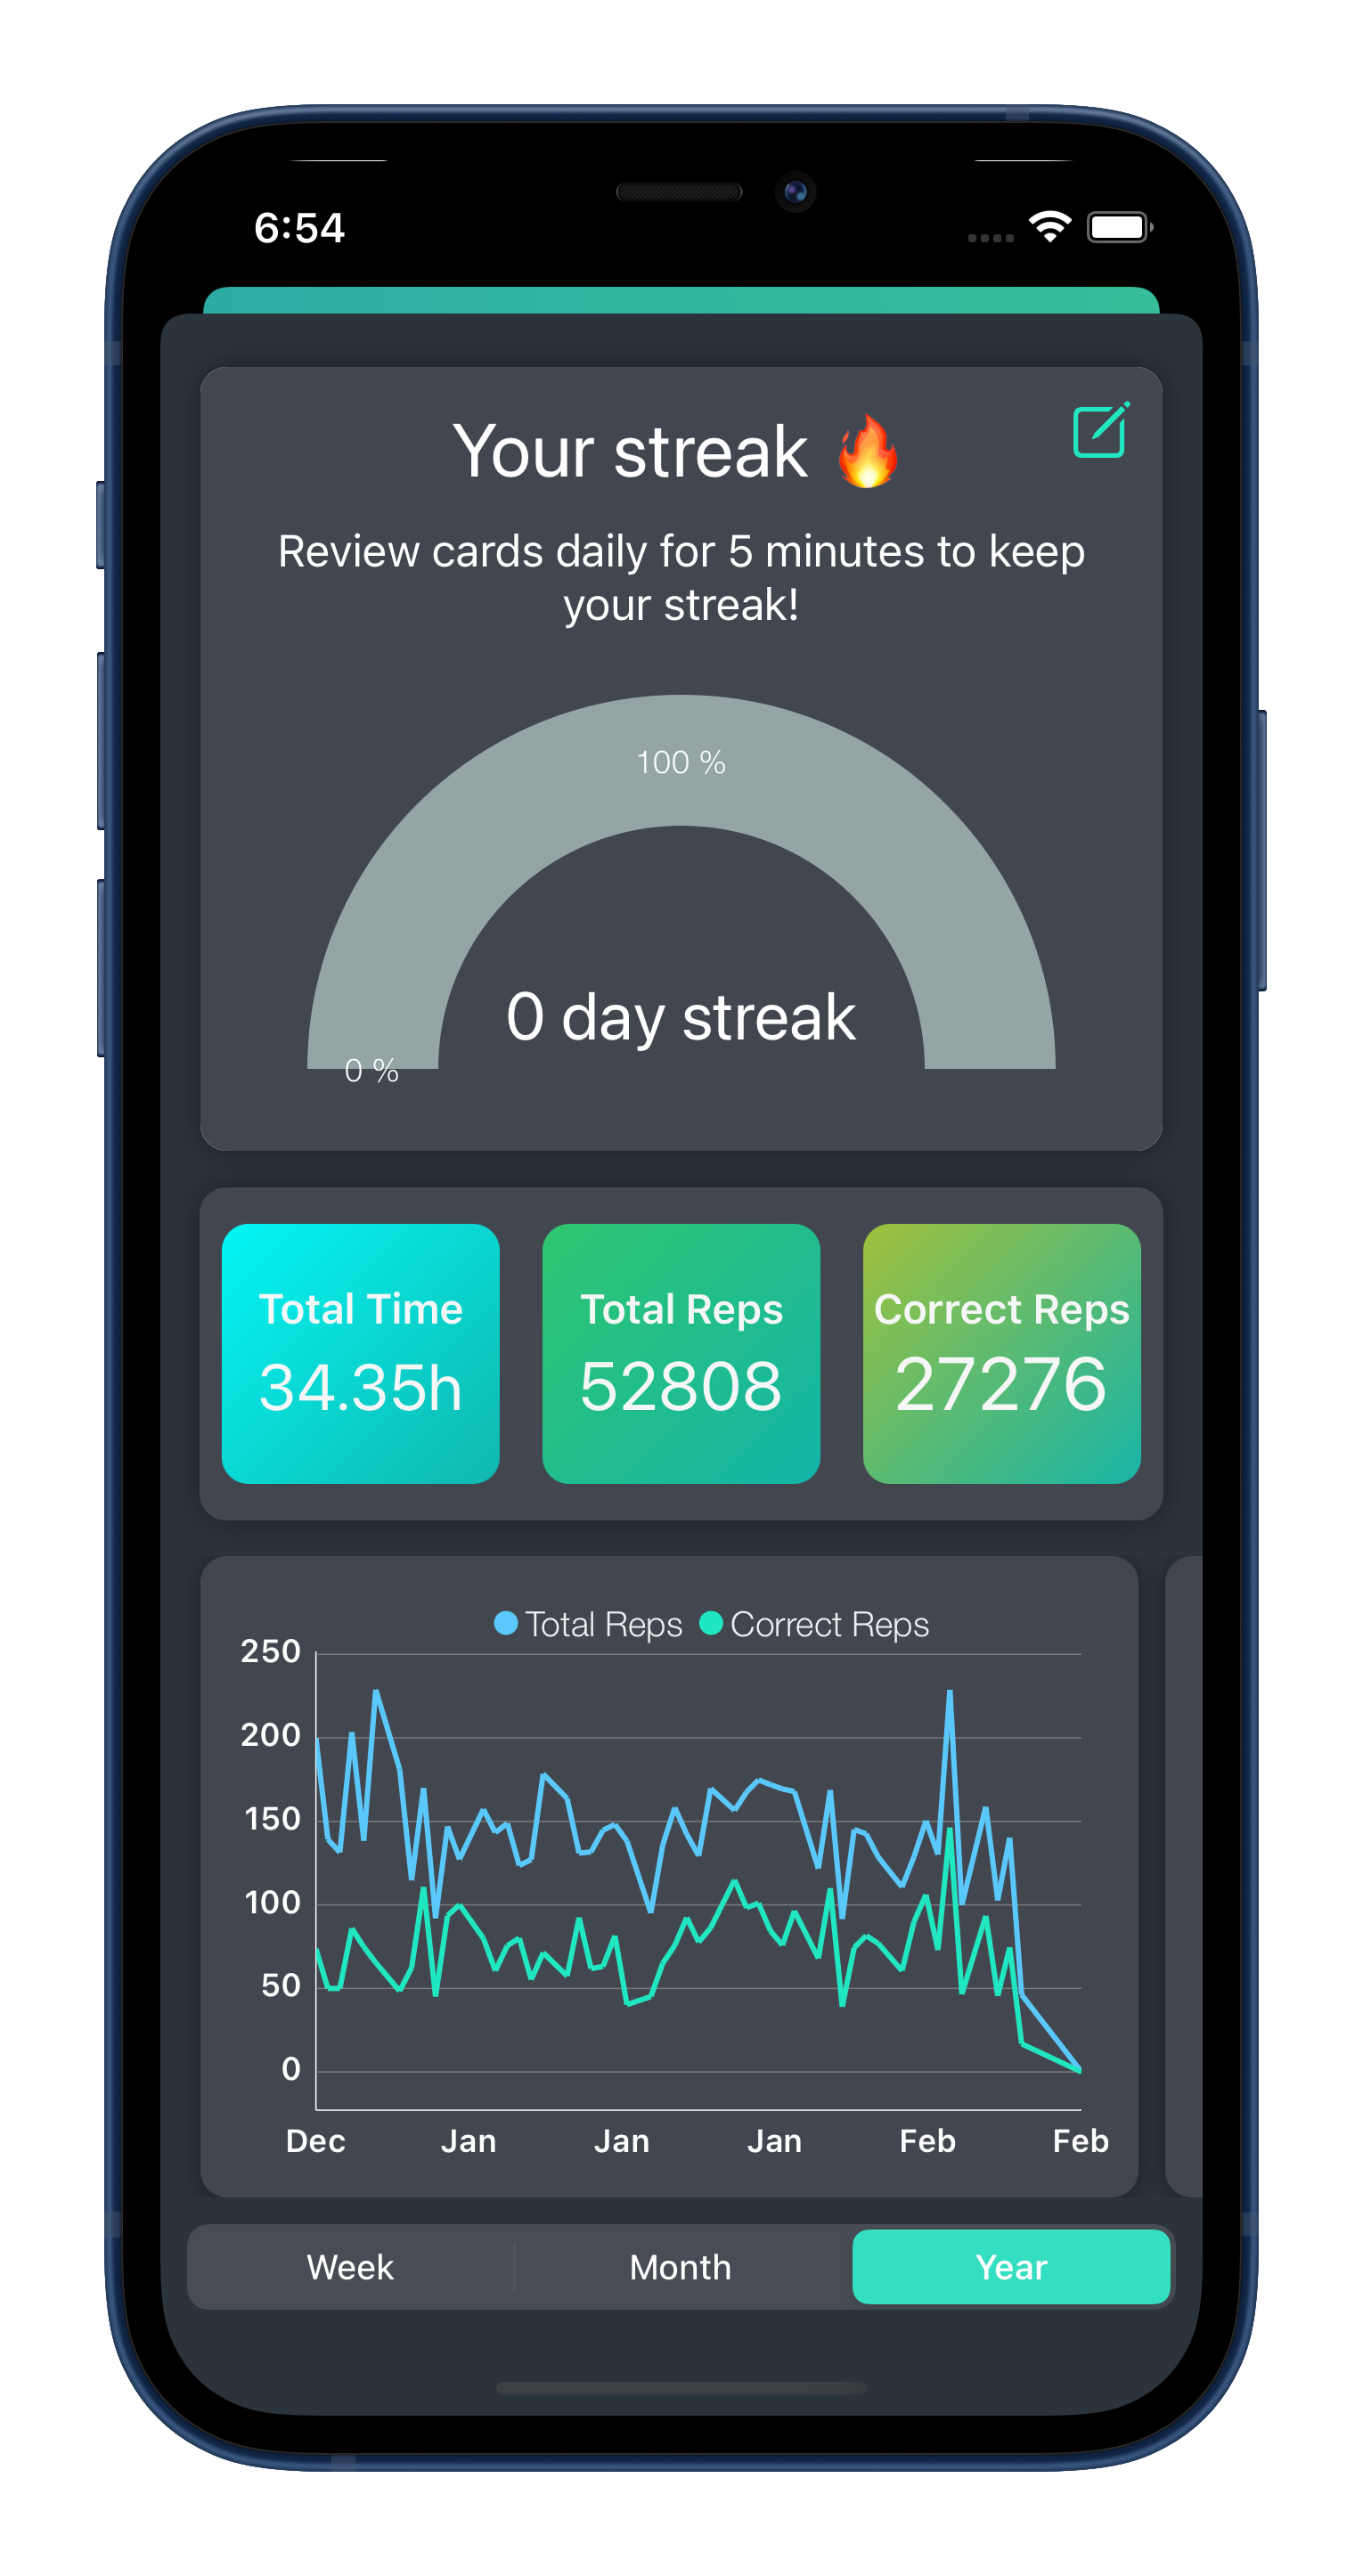 6:54
Your streak 🔥
Review cards daily for 5 minutes to keep
your streak!
100 %
0 day streak
0 %
Total Time
34.35h
Total Reps
52808
Correct Reps
27276
Total Reps Correct Reps
250
200
150
100
50
0
Dec Jan Jan Jan Feb Feb
Week Month Year